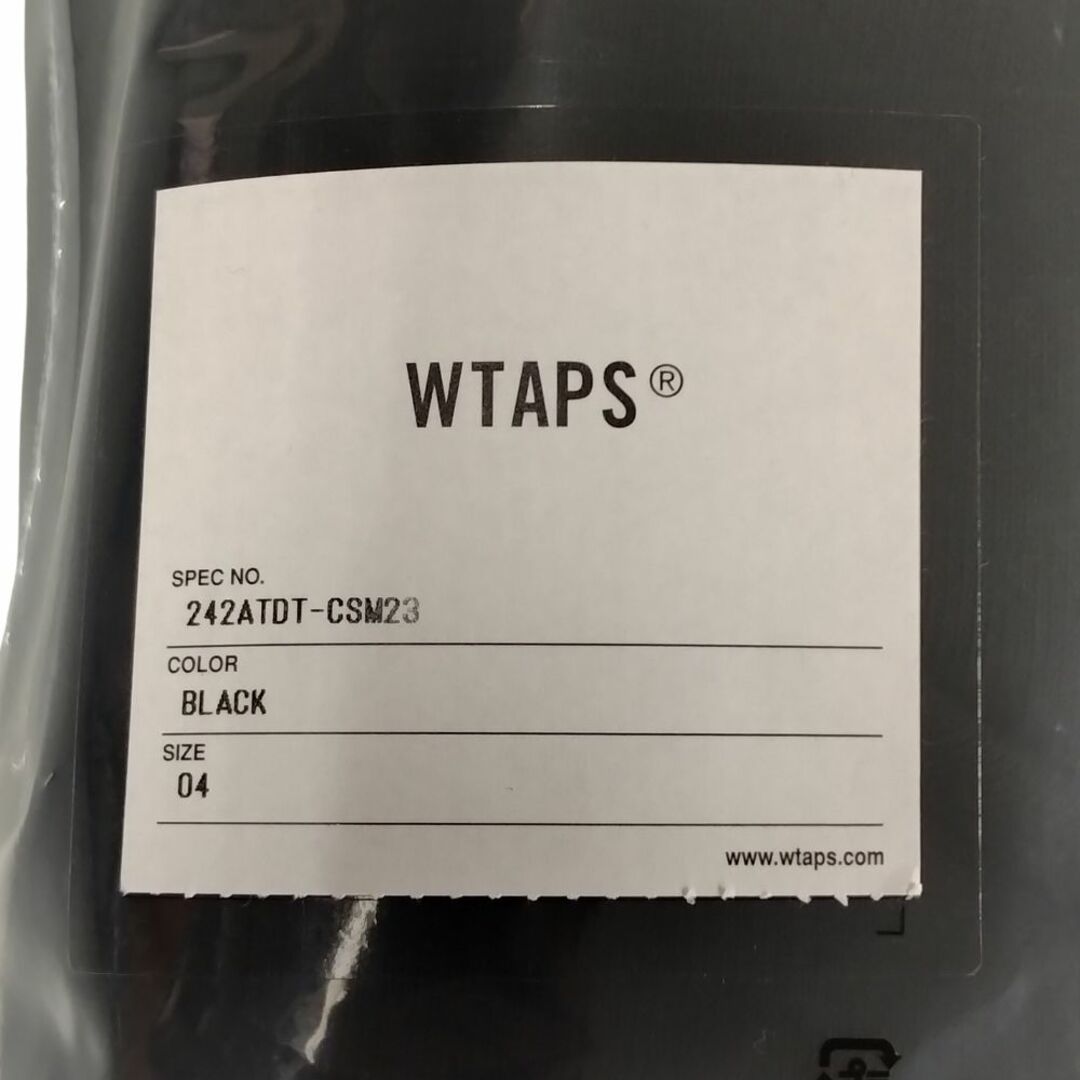 WTAPS®
SPEC NO.
242ATDT-CSM23
COLOR
BLACK
SIZE
04
www.wtaps.com